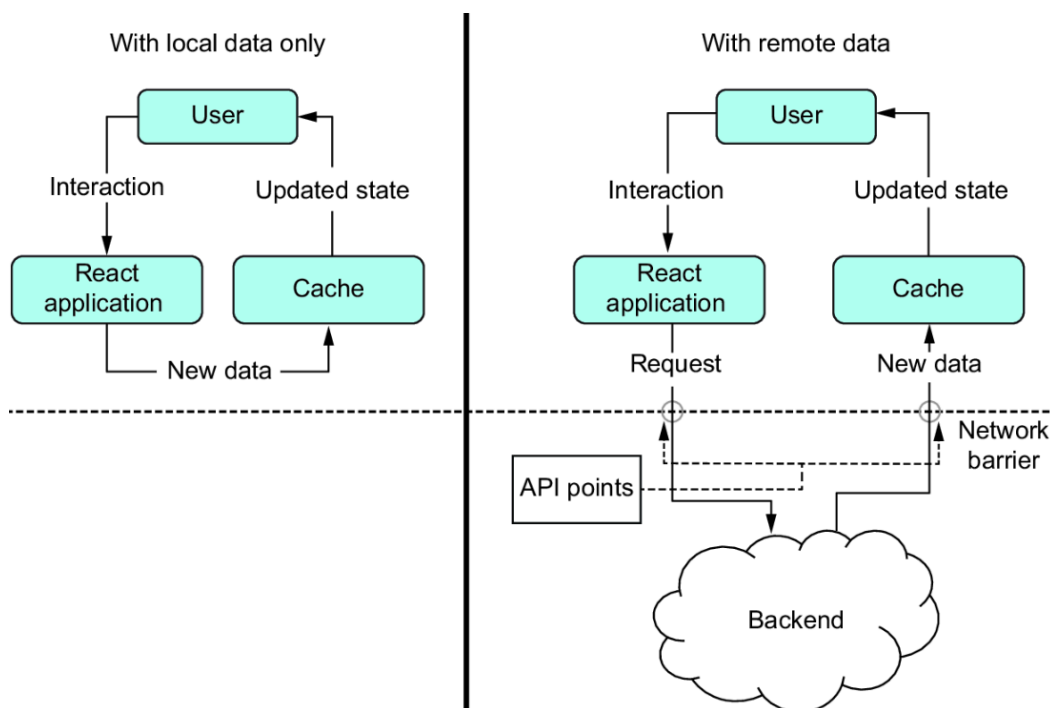 With local data only
User
Interaction
Updated state
React
application
Cache
New data
With remote data
User
Interaction
Updated state
React
application
Cache
Request
New data
Network
barrier
API points
Backend